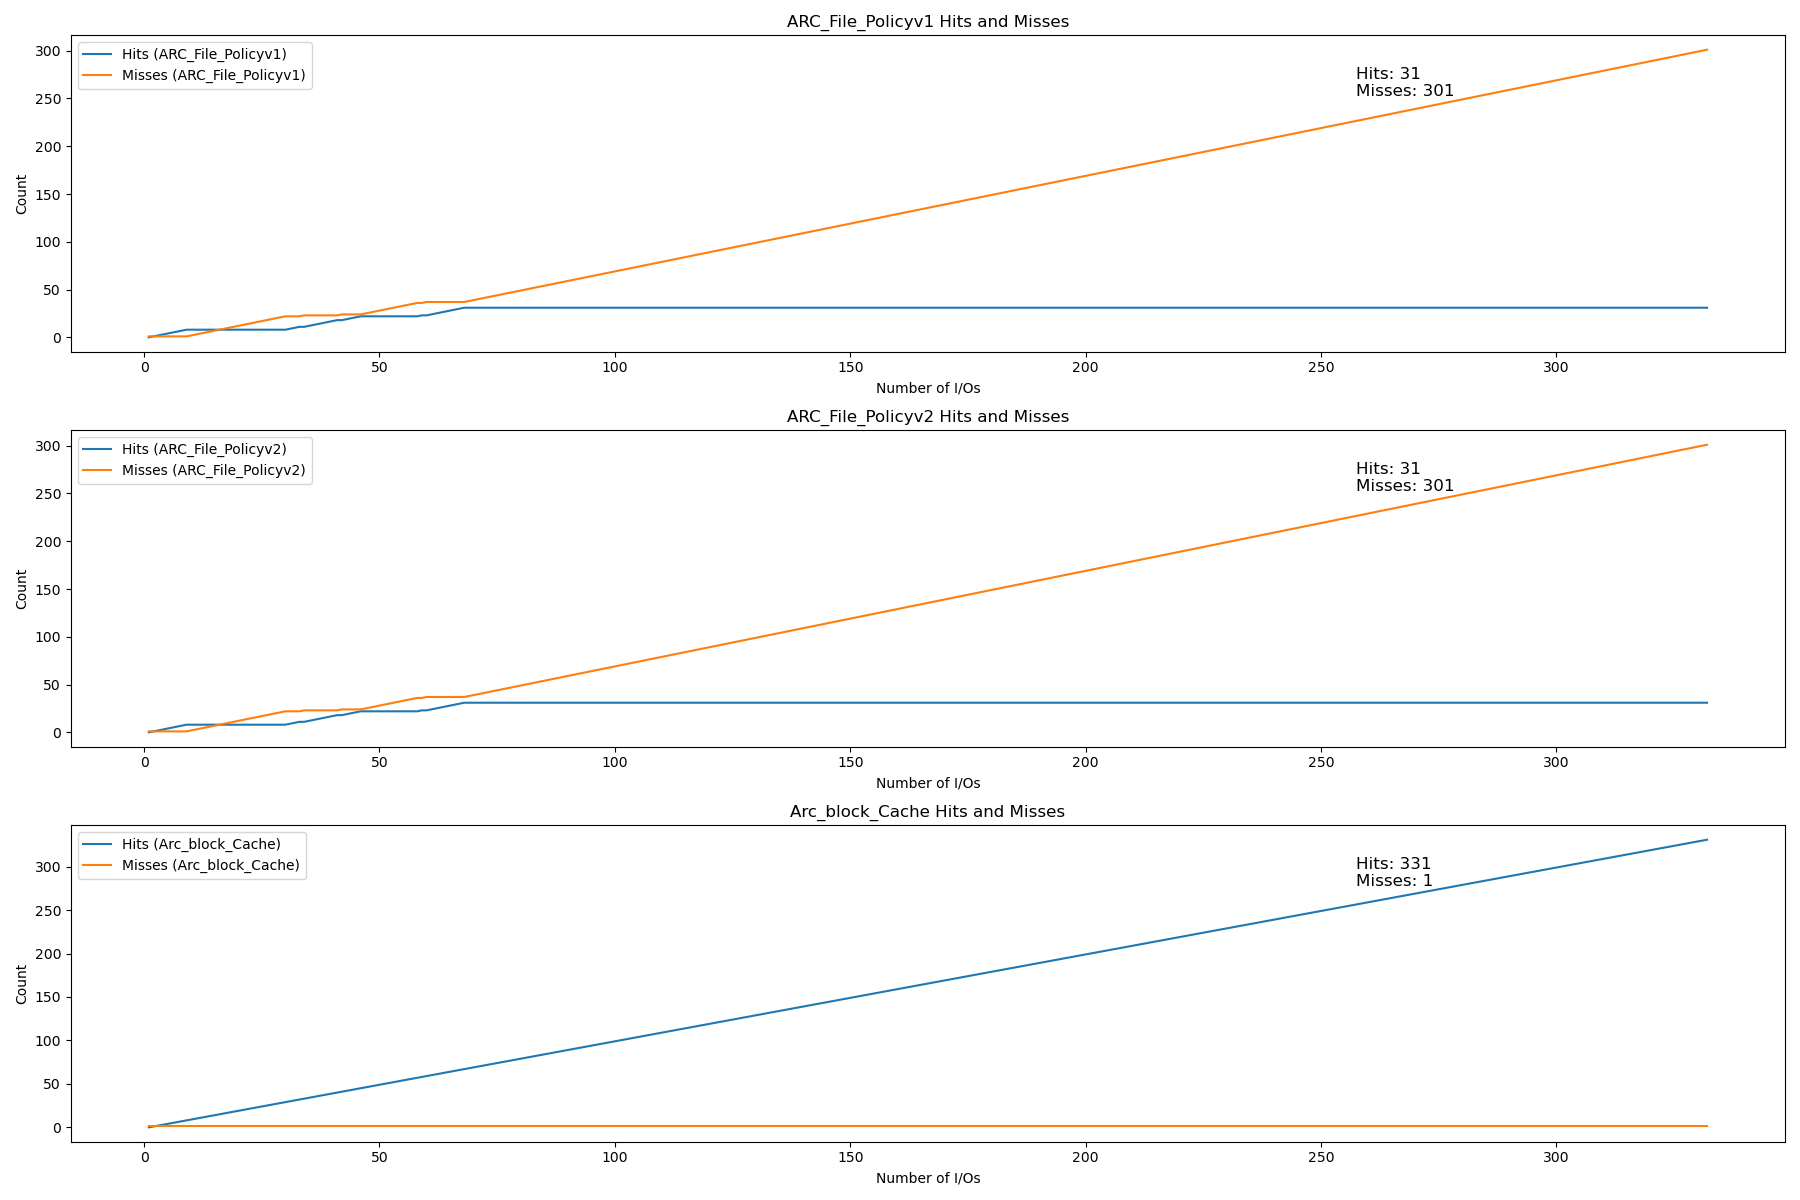 ARC_File_Policyv1 Hits and Misses
Hits (ARC_File_Policyv1)
Misses (ARC_File_Policyv1)
Hits: 31
Misses: 301
Count
300
250
200
150
100
50
0
0 50 100 150 200 250 300
Number of I/Os
ARC_File_Policyv2 Hits and Misses
Hits (ARC_File_Policyv2)
Misses (ARC_File_Policyv2)
Hits: 31
Misses: 301
Count
300
250
200
150
100
50
0
0 50 100 150 200 250 300
Number of I/Os
Arc_block_Cache Hits and Misses
Hits (Arc_block_Cache)
Misses (Arc_block_Cache)
Hits: 331
Misses: 1
Count
300
250
200
150
100
50
0
0 50 100 150 200 250 300
Number of I/Os